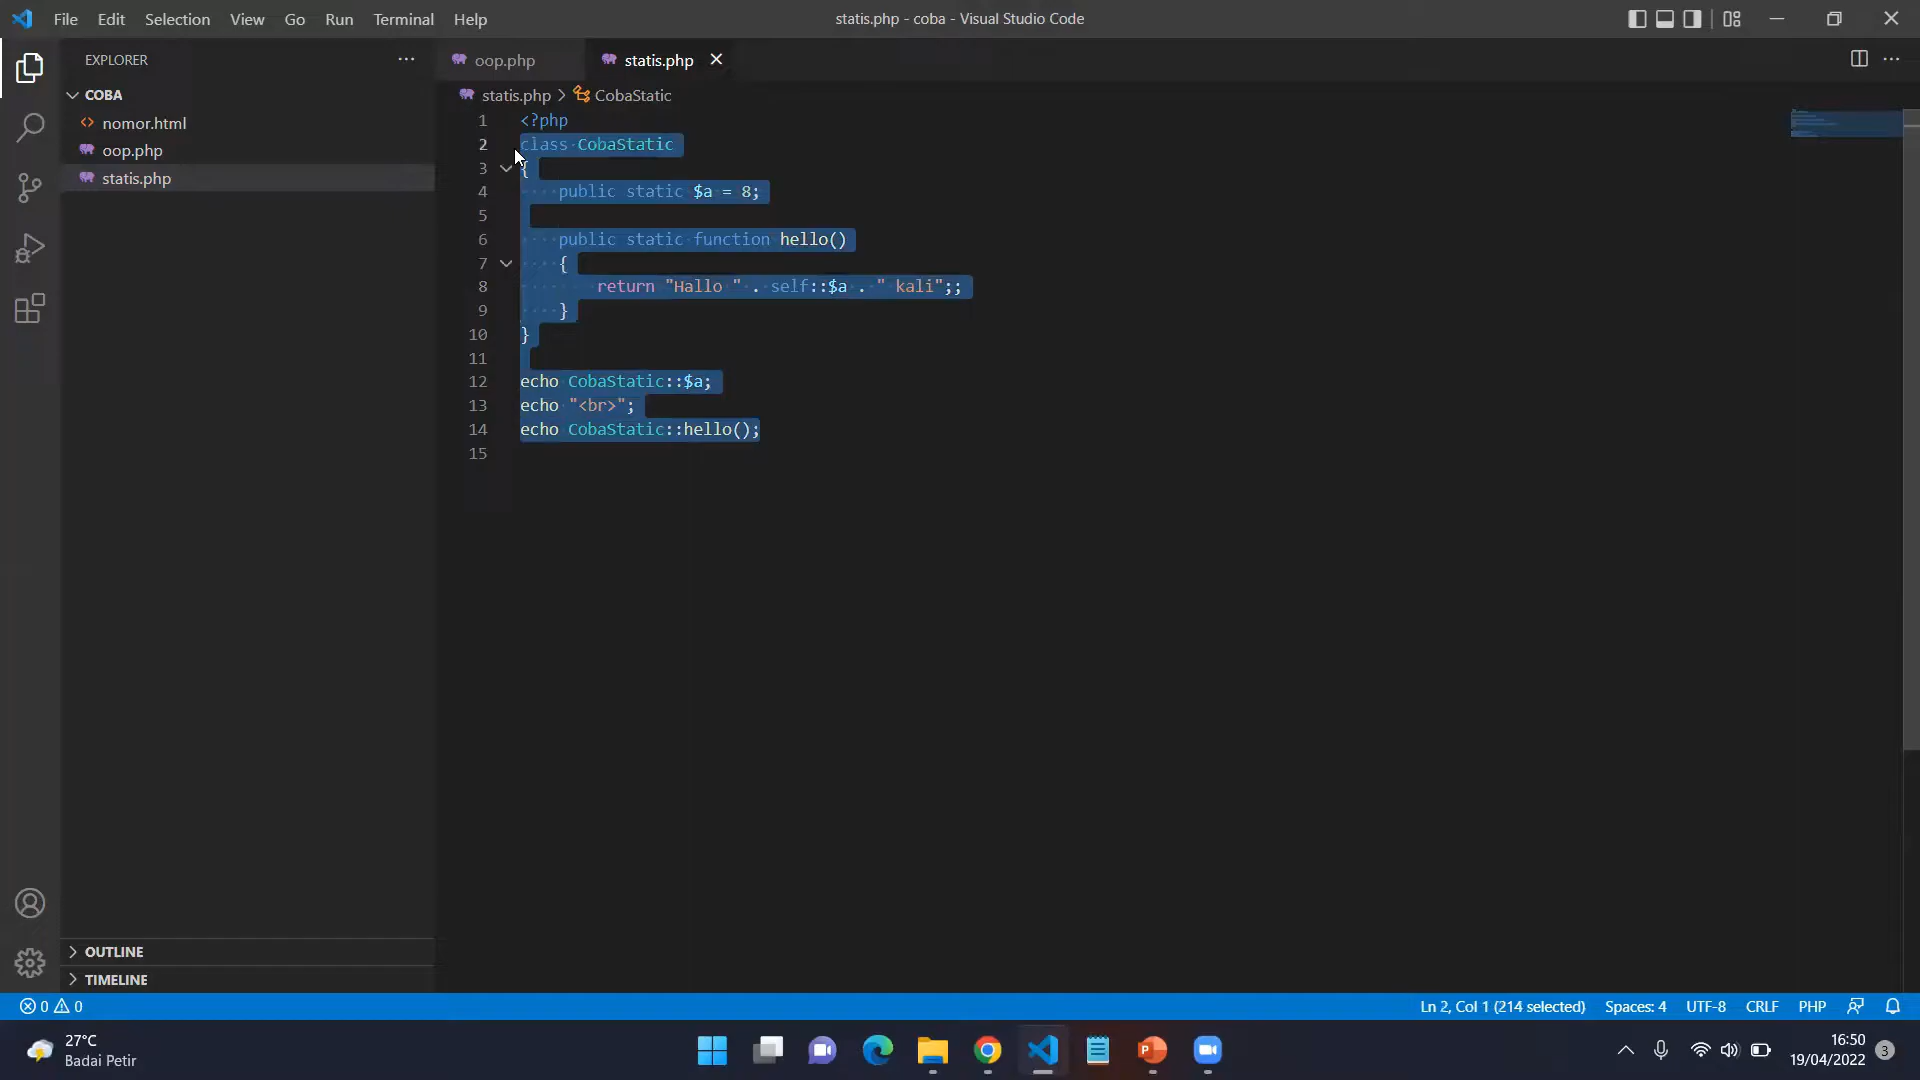 File Edit Selection View Go Run Terminal Help
statis.php - coba - Visual Studio Code
EXPLORER
COBA
nomor.html
oop.php
statis.php
OUTLINE
TIMELINE
oop.php
statis.php
statis.php > CobaStatic
1 <?php
2 class CobaStatic
3 {
4 public static $a = 8;
5
6 public static function hello()
7 {
8 return "Hallo " . self::$a . " kali";;
9 }
10 }
11
12 echo CobaStatic::$a;
13 echo "<br>";
14 echo CobaStatic::hello();
15
0 0
Ln 2, Col 1 (214 selected) Spaces: 4 UTF-8 CRLF PHP
27°C
Badai Petir
16:50
19/04/2022
3